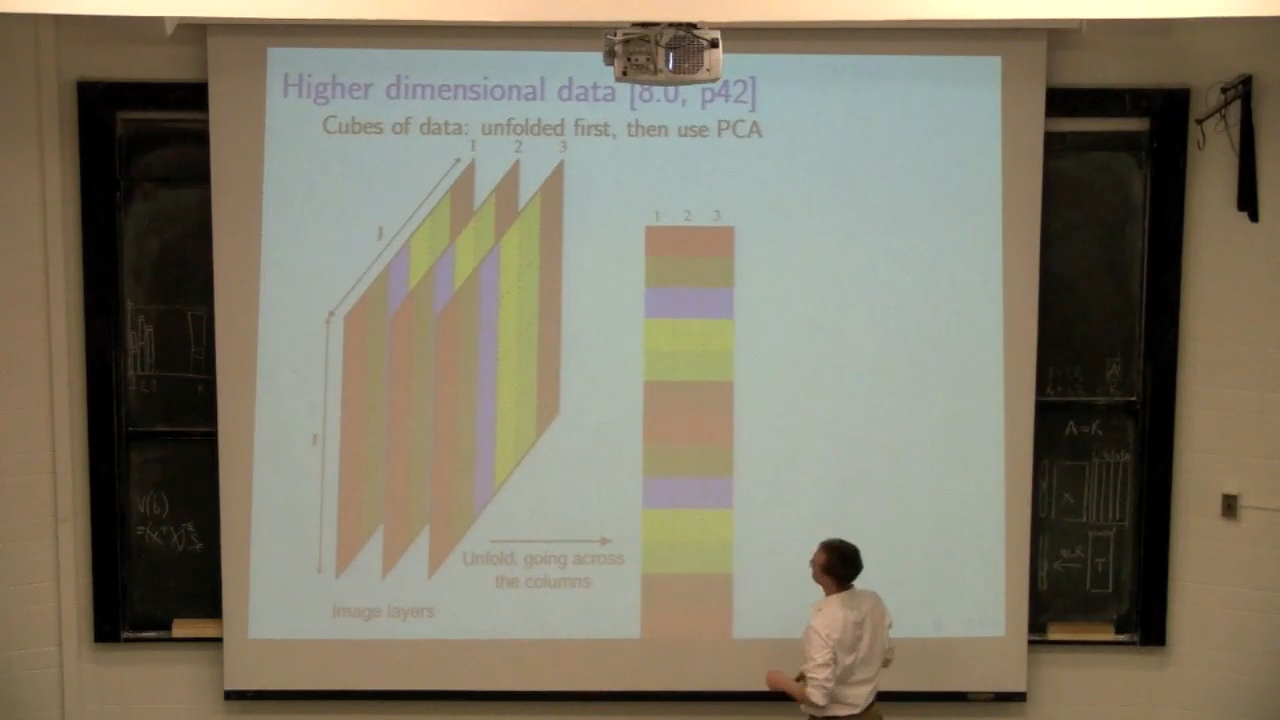 Higher dimensional data [8.0, p42]
Cubes of data: unfolded first, then use PCA
1 2 3
J
1 2 3
I
Unfold, going across
the columns
Image layers
A=K
X
T